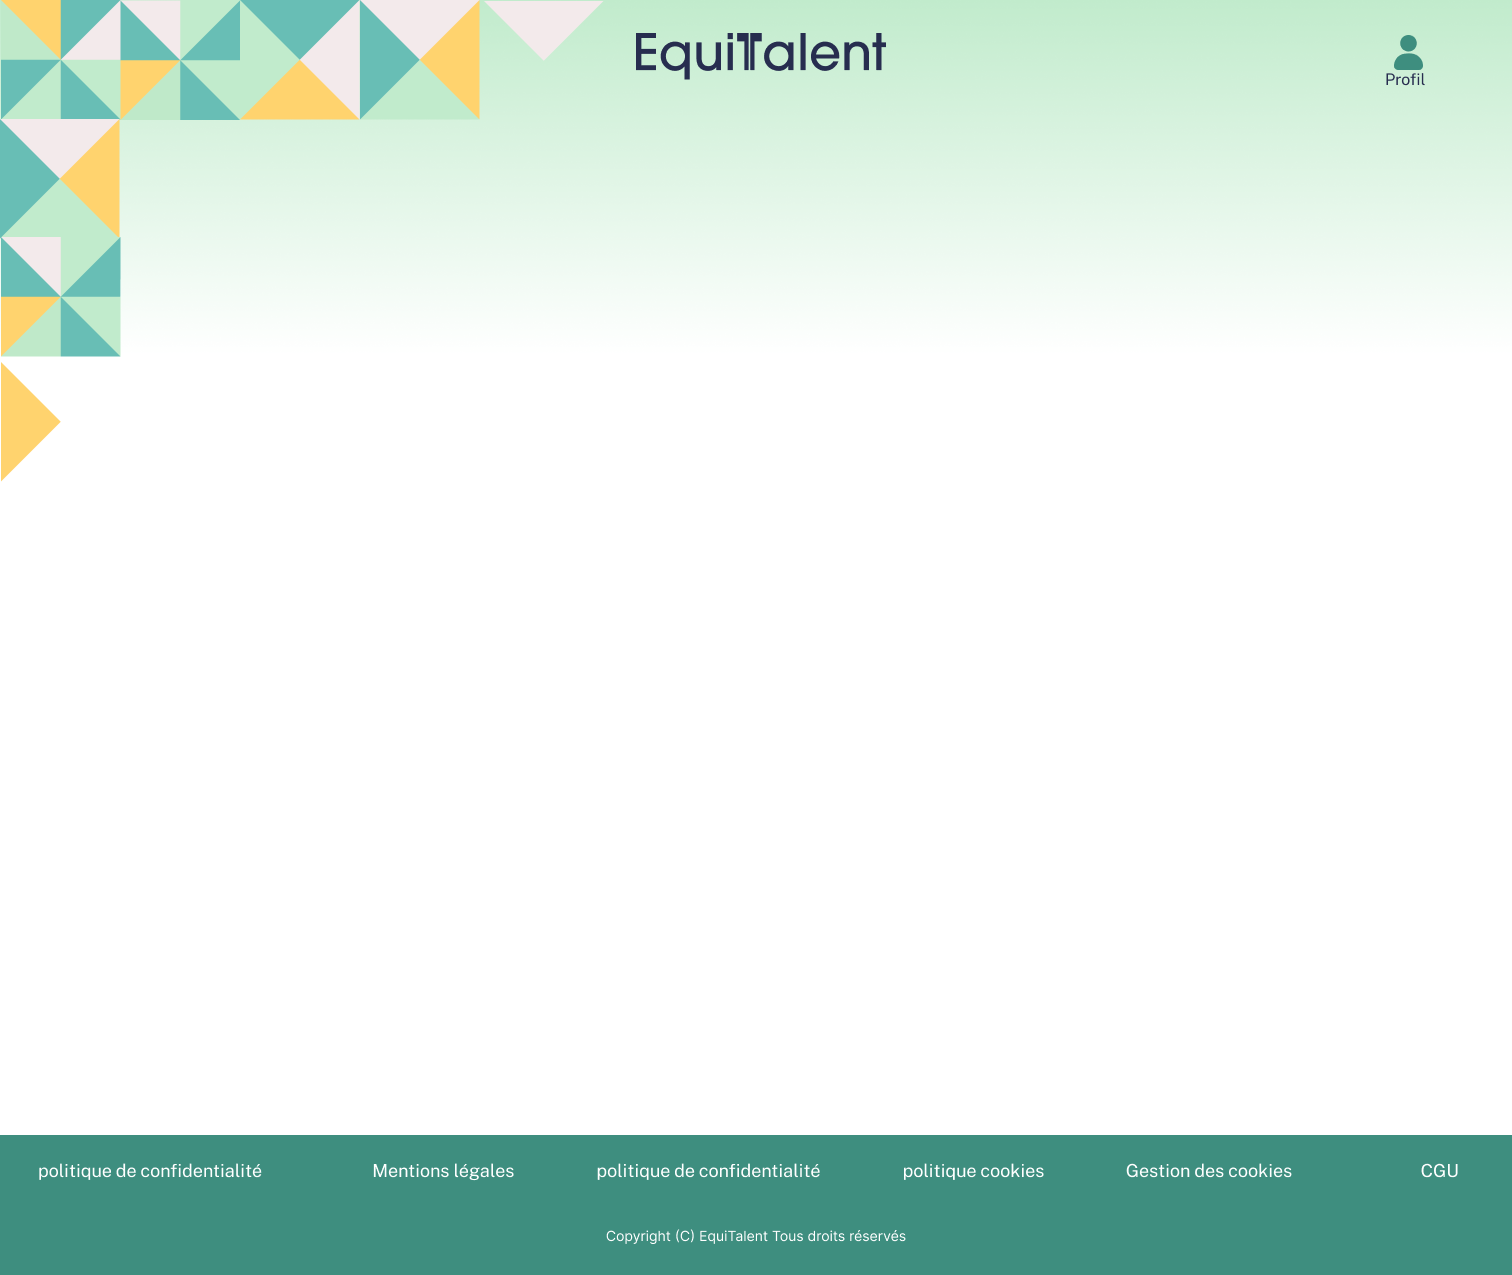 EquiTalent
Profil
politique de confidentialité
Mentions légales
politique de confidentialité
politique cookies
Gestion des cookies
CGU
Copyright (C) EquiTalent Tous droits réservés